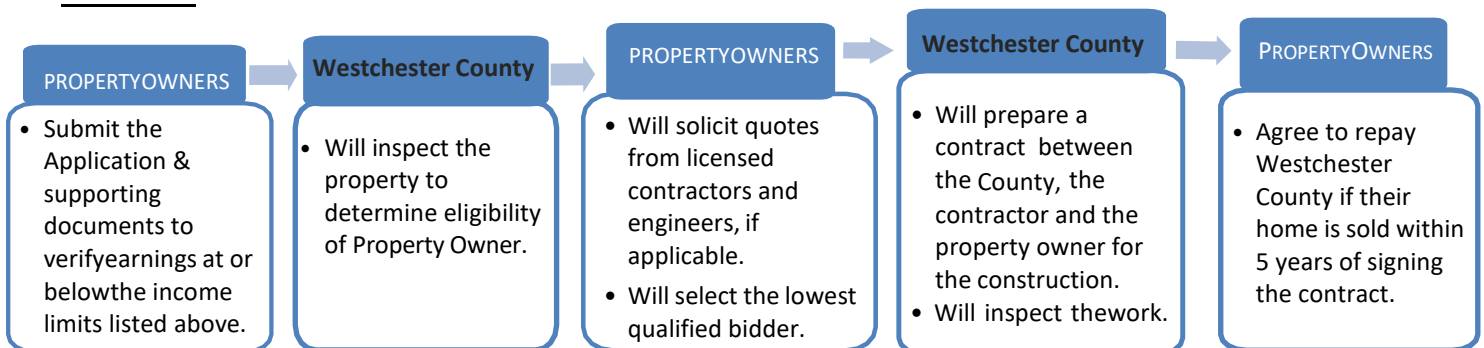 PROPERTYOWNERS
• Submit the
Application &
supporting
documents to
verifyearnings at or
belowthe income
limits listed above.
Westchester County
• Will inspect the
property to
determine eligibility
of Property Owner.
PROPERTYOWNERS
• Will solicit quotes
from licensed
contractors and
engineers, if
applicable.
• Will select the lowest
qualified bidder.
Westchester County
• Will prepare a
contract between
the County, the
contractor and the
property owner for
the construction.
• Will inspect thework.
PROPERTYOWNERS
• Agree to repay
Westchester
County if their
home is sold within
5 years of signing
the contract.